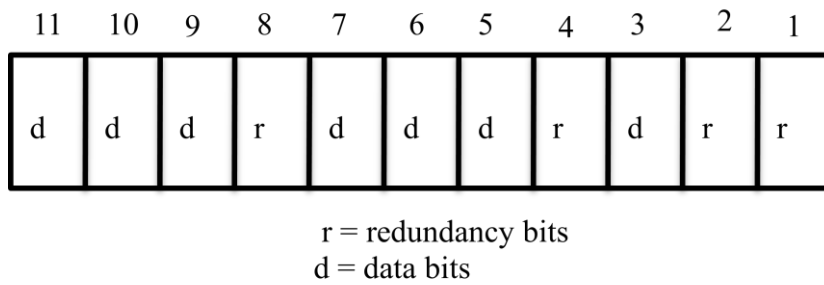 11 10 9 8 7 6 5 4 3 2 1
d d d r d d d r d r r
r = redundancy bits
d = data bits